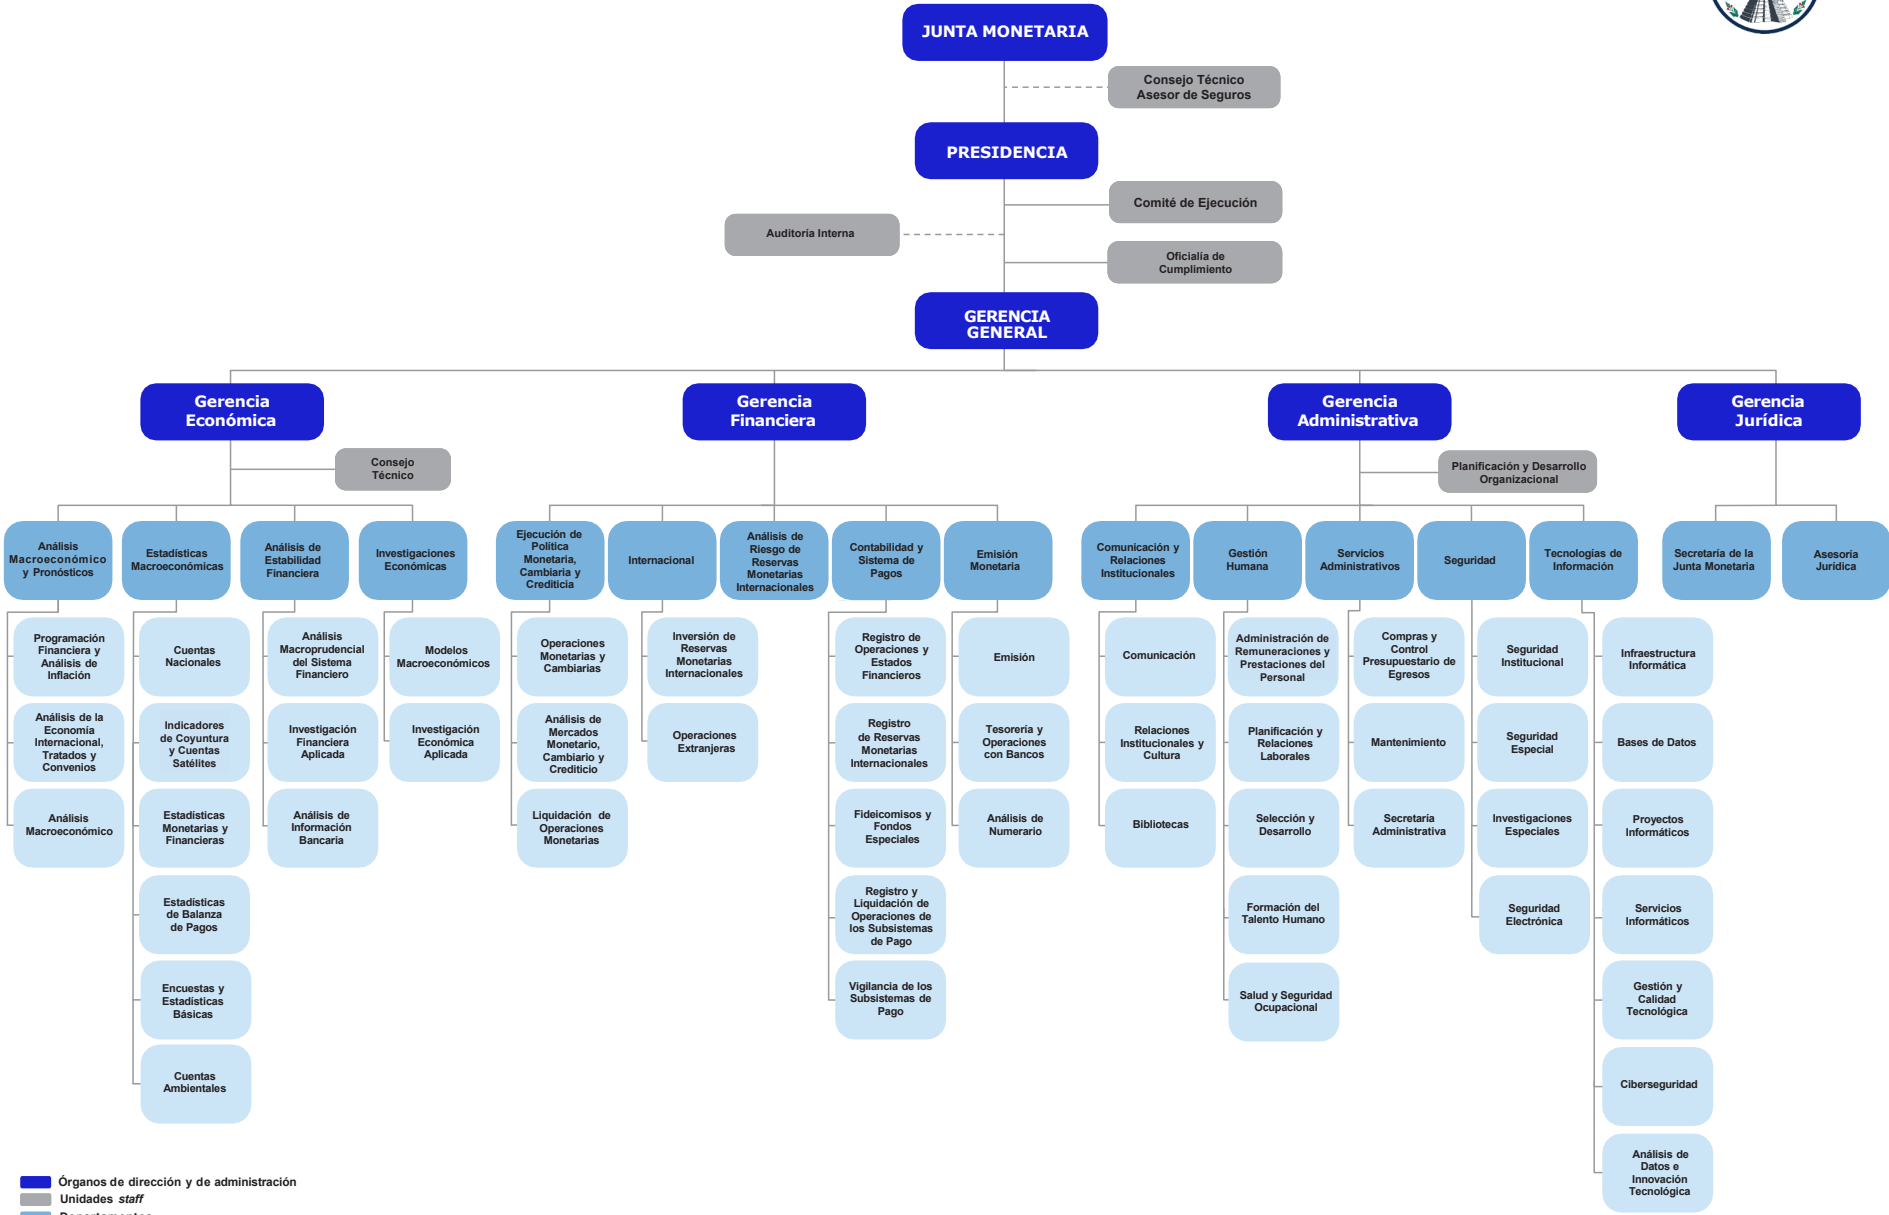 JUNTA MONETARIA
Consejo Técnico
Asesor de Seguros
PRESIDENCIA
Comité de Ejecución
Auditoría Interna
Oficialía de
Cumplimiento
GERENCIA
GENERAL
Gerencia
Económica
Gerencia
Financiera
Gerencia
Administrativa
Gerencia
Jurídica
Consejo
Técnico
Planificación y Desarrollo
Organizacional
Análisis
Macroeconómico
y Pronósticos
Estadísticas
Macroeconómicas
Análisis de
Estabilidad
Financiera
Investigaciones
Económicas
Ejecución de
Política
Monetaria,
Cambiaria y
Crediticia
Internacional
Análisis de
Riesgo de
Reservas
Monetarias
Internacionales
Contabilidad y
Sistema de
Pagos
Emisión
Monetaria
Comunicación y
Relaciones
Institucionales
Gestión
Humana
Servicios
Administrativos
Seguridad
Tecnologías de
Información
Secretaría de la
Junta Monetaria
Asesoría
Jurídica
Programación
Financiera y
Análisis de
Inflación
Análisis de la
Economía
Internacional,
Tratados y
Convenios
Análisis
Macroeconómico
Cuentas
Nacionales
Indicadores
de Coyuntura
y Cuentas
Satélites
Estadísticas
Monetarias y
Financieras
Estadísticas
de Balanza
de Pagos
Encuestas y
Estadísticas
Básicas
Cuentas
Ambientales
Análisis
Macroprudencial
del Sistema
Financiero
Investigación
Financiera
Aplicada
Análisis de
Información
Bancaria
Modelos
Macroeconómicos
Investigación
Económica
Aplicada
Operaciones
Monetarias y
Cambiarias
Análisis de
Mercados
Monetario,
Cambiario y
Crediticio
Liquidación de
Operaciones
Monetarias
Inversión de
Reservas
Monetarias
Internacionales
Operaciones
Extranjeras
Registro de
Operaciones y
Estados
Financieros
Registro
de Reservas
Monetarias
Internacionales
Fideicomisos y
Fondos
Especiales
Registro y
Liquidación de
Operaciones de
los Subsistemas
de Pago
Vigilancia de los
Subsistemas de
Pago
Emisión
Tesorería y
Operaciones
con Bancos
Análisis de
Numerario
Comunicación
Relaciones
Institucionales y
Cultura
Bibliotecas
Administración de
Remuneraciones y
Prestaciones del
Personal
Planificación y
Relaciones
Laborales
Selección y
Desarrollo
Formación del
Talento Humano
Salud y Seguridad
Ocupacional
Compras y
Control
Presupuestario de
Egresos
Mantenimiento
Secretaría
Administrativa
Seguridad
Institucional
Seguridad
Especial
Investigaciones
Especiales
Seguridad
Electrónica
Infraestructura
Informática
Bases de Datos
Proyectos
Informáticos
Servicios
Informáticos
Gestión y
Calidad
Tecnológica
Ciberseguridad
Análisis de
Datos e
Innovación
Tecnológica
Órganos de dirección y de administración
Unidades staff